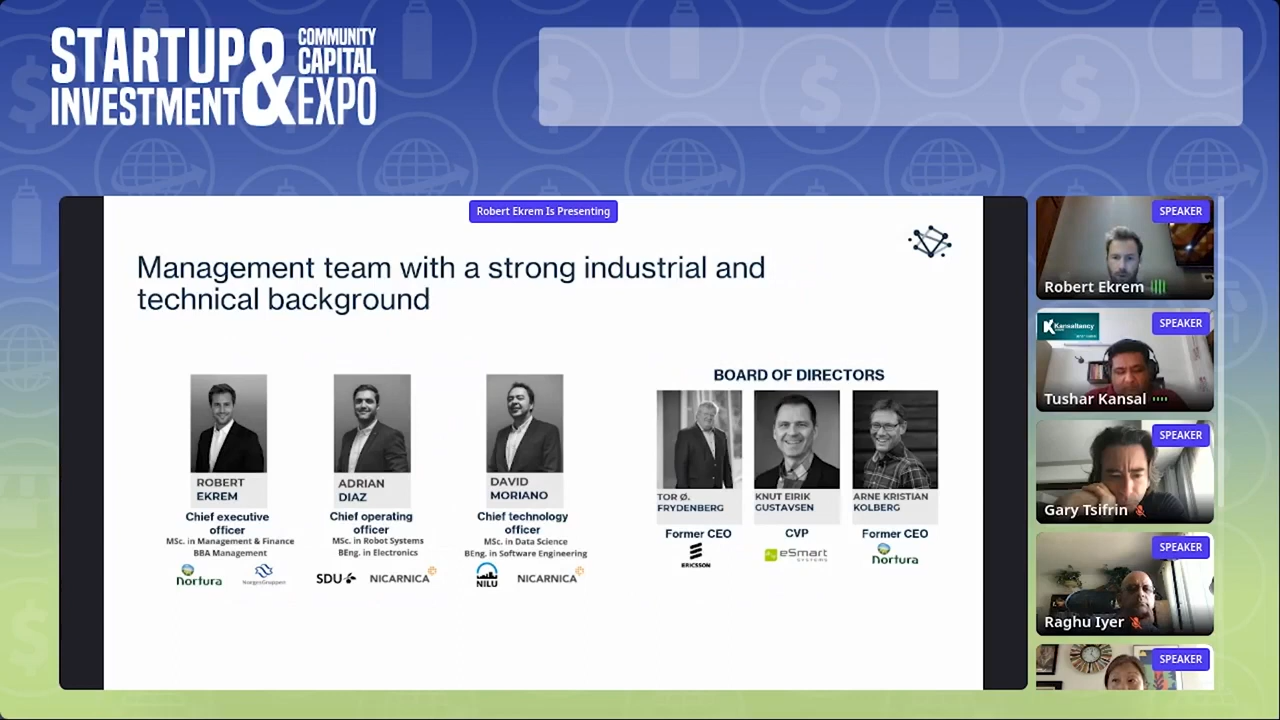 STARTUP & COMMUNITY
CAPITAL
INVESTMENT EXPO
Robert Ekrem Is Presenting
Management team with a strong industrial and
technical background
ROBERT
EKREM
Chief executive
officer
MSc. in Management & Finance
BBA Management
Nortura
NorgesGruppen
ADRIAN
DIAZ
Chief operating
officer
MSc. in Robot Systems
BEng. in Electronics
SDU
NICARNICA
DAVID
MORIANO
Chief technology
officer
MSc. in Data Science
BEng. in Software Engineering
NILU
NICARNICA
BOARD OF DIRECTORS
TOR Ø.
FRYDENBERG
Former CEO
ERICSSON
KNUT EIRIK
GUSTAVSEN
CVP
eSmart
SYSTEMS
ARNE KRISTIAN
KOLBERG
Former CEO
Nortura
SPEAKER
Robert Ekrem
Kansaltancy
SPEAKER
Tushar Kansal
SPEAKER
Gary Tsifrin
SPEAKER
Raghu Iyer
SPEAKER